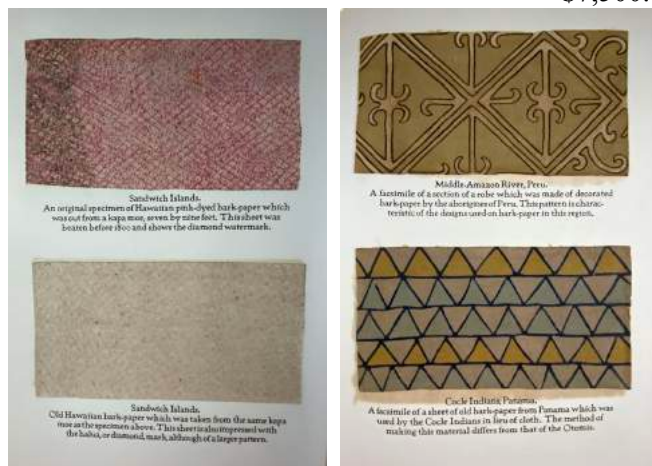 Sandwich Islands.
An original specimen of Hawaiian pink-dyed bark-paper which
was cut from a kapa moe, seven by nine feet. This sheet was
beaten before 1800 and shows the diamond watermark.
Sandwich Islands.
Old Hawaiian bark-paper which was taken from the same kapa
moe as the specimen above. This sheet is also impressed with
the halua, or diamond, mark, although of a larger pattern.
Middle Amazon River, Peru.
A facsimile of a section of a robe which was made of decorated
bark-paper by the aborigines of Peru. This pattern is charac-
teristic of the designs used on bark-paper in this region.
Cocle Indians, Panama.
A facsimile of a sheet of old bark-paper from Panama which was
used by the Cocle Indians in lieu of cloth. The method of
making this material differs from that of the Otomis.